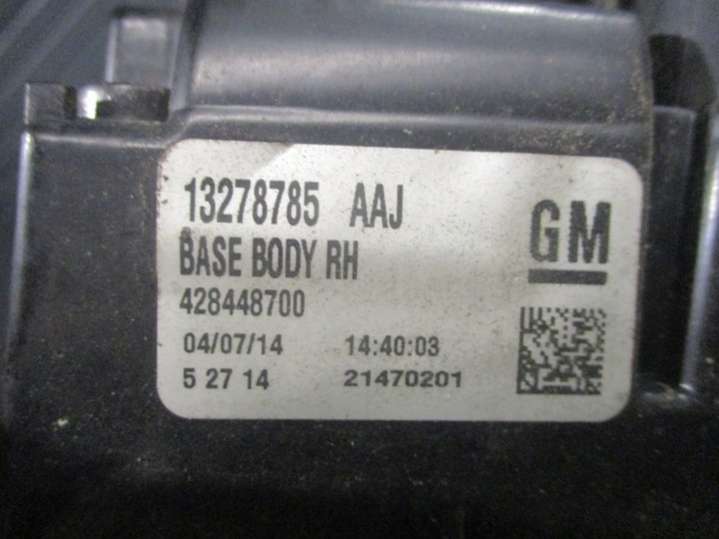 13278785 AAJ
GM
BASE BODY RH
428448700
04/07/14 14:40:03
5 27 14 21470201